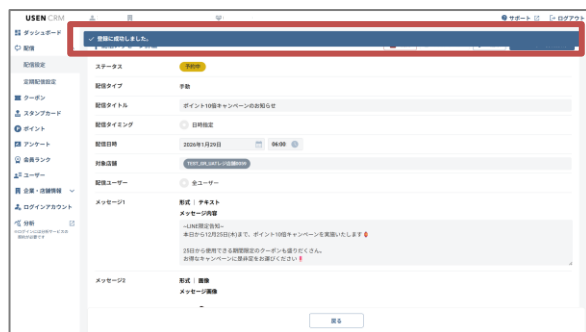 USEN CRM
サポート
ログアウト
ダッシュボード
✓ 登録に成功しました。
配信
ステータス
予約中
配信設定
配信タイプ
手動
定期配信設定
配信タイトル
ポイント10倍キャンペーンのお知らせ
クーポン
スタンプカード
配信タイミング
日時指定
ポイント
配信日時
2026年1月29日
06:00
アンケート
対象店舗
会員ランク
配信ユーザー
全ユーザー
ユーザー
企業・店舗情報
メッセージ1
形式 | テキスト
ログインアカウント
メッセージ内容
分析
~LINE限定告知~
本日から12月25日(木)まで、ポイント10倍キャンペーンを実施いたします
25日から使用できる期間限定のクーポンも盛りだくさん。
お得なキャンペーンに是非足をお運びください
メッセージ2
形式 | 画像
メッセージ画像
戻る